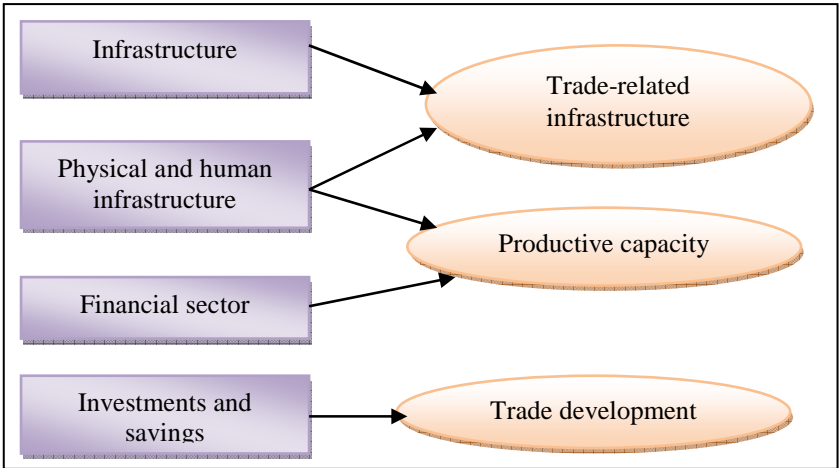 Infrastructure
Trade-related
infrastructure
Physical and human
infrastructure
Productive capacity
Financial sector
Investments and
savings
Trade development